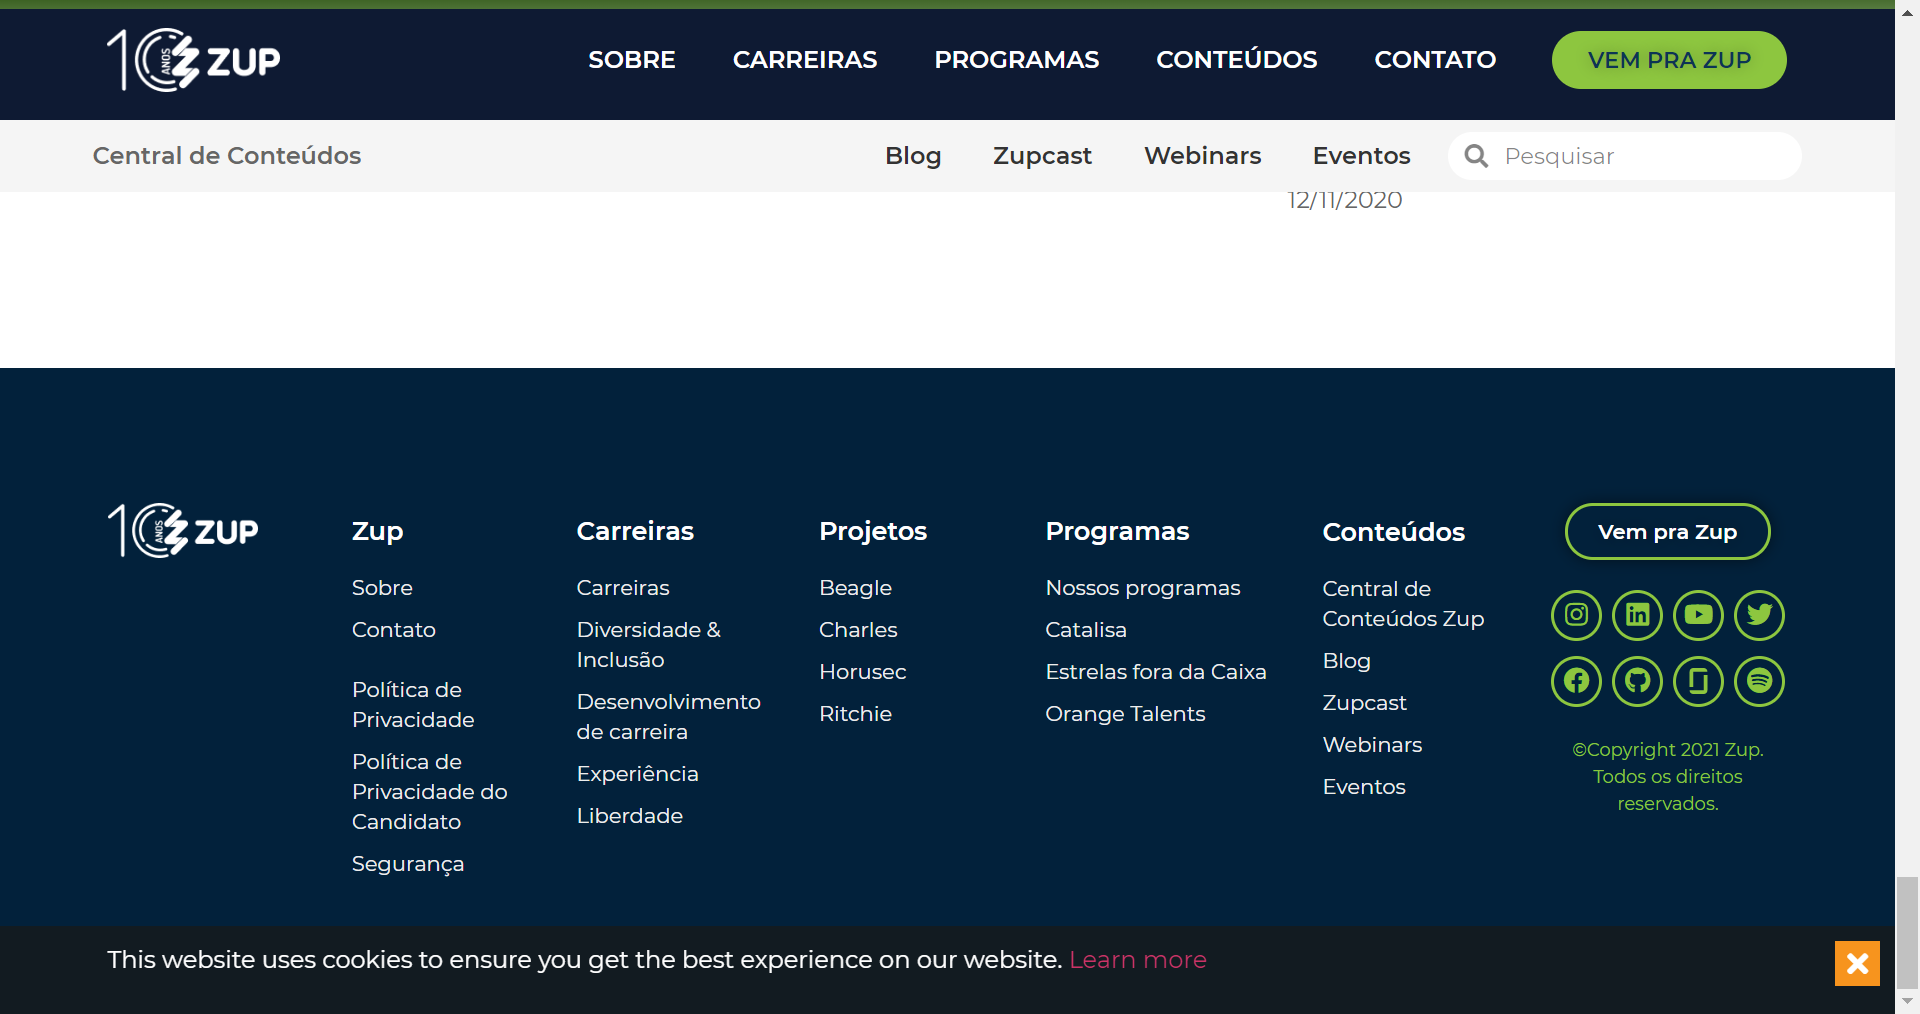 10 ANOS ZUP
SOBRE CARREIRAS PROGRAMAS CONTEÚDOS CONTATO VEM PRA ZUP
Central de Conteúdos Blog Zupcast Webinars Eventos Pesquisar
12/11/2020
10 ANOS ZUP
Zup
Sobre
Contato
Política de
Privacidade
Política de
Privacidade do
Candidato
Segurança
Carreiras
Carreiras
Diversidade &
Inclusão
Desenvolvimento
de carreira
Experiência
Liberdade
Projetos
Beagle
Charles
Horusec
Ritchie
Programas
Nossos programas
Catalisa
Estrelas fora da Caixa
Orange Talents
Conteúdos
Central de
Conteúdos Zup
Blog
Zupcast
Webinars
Eventos
Vem pra Zup
©Copyright 2021 Zup.
Todos os direitos
reservados.
This website uses cookies to ensure you get the best experience on our website. Learn more